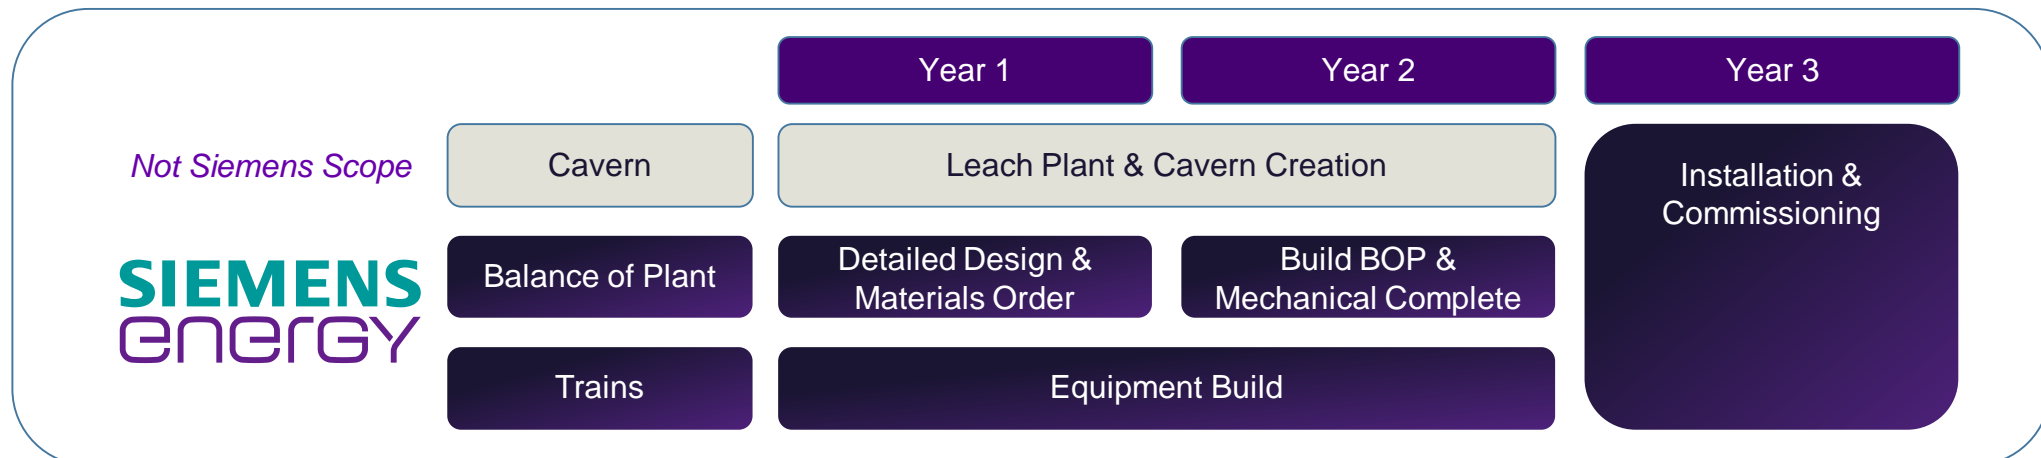 Year 1
Year 2
Year 3
Not Siemens Scope
Cavern
Leach Plant & Cavern Creation
Installation &
Commissioning
SIEMENS
energy
Balance of Plant
Detailed Design &
Materials Order
Build BOP &
Mechanical Complete
Trains
Equipment Build